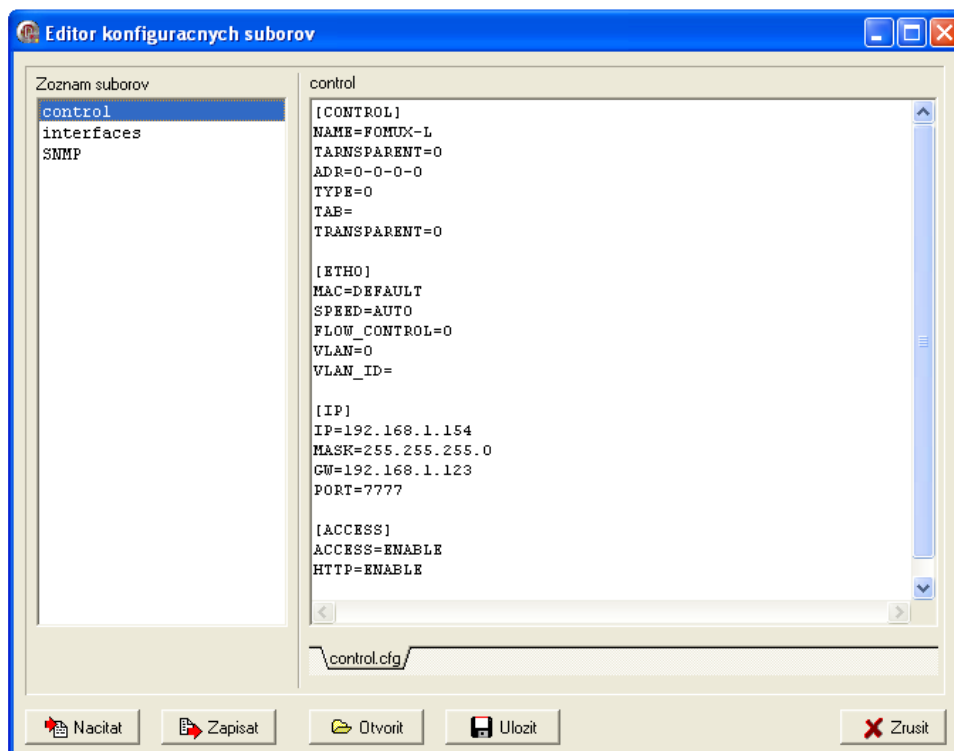 Editor konfiguracnych suborov
Zoznam suborov
control
interfaces
SNMP
control
[CONTROL]
NAME=FOMUX-L
TARNSPARENT=0
ADR=0-0-0-0
TYPE=0
TAB=
TRANSPARENT=0
[ETH0]
MAC=DEFAULT
SPEED=AUTO
FLOW_CONTROL=0
VLAN=0
VLAN_ID=
[IP]
IP=192.168.1.154
MASK=255.255.255.0
GW=192.168.1.123
PORT=7777
[ACCESS]
ACCESS=ENABLE
HTTP=ENABLE
control.cfg
Nacitat
Zapisat
Otvorit
Ulozit
Zrusit